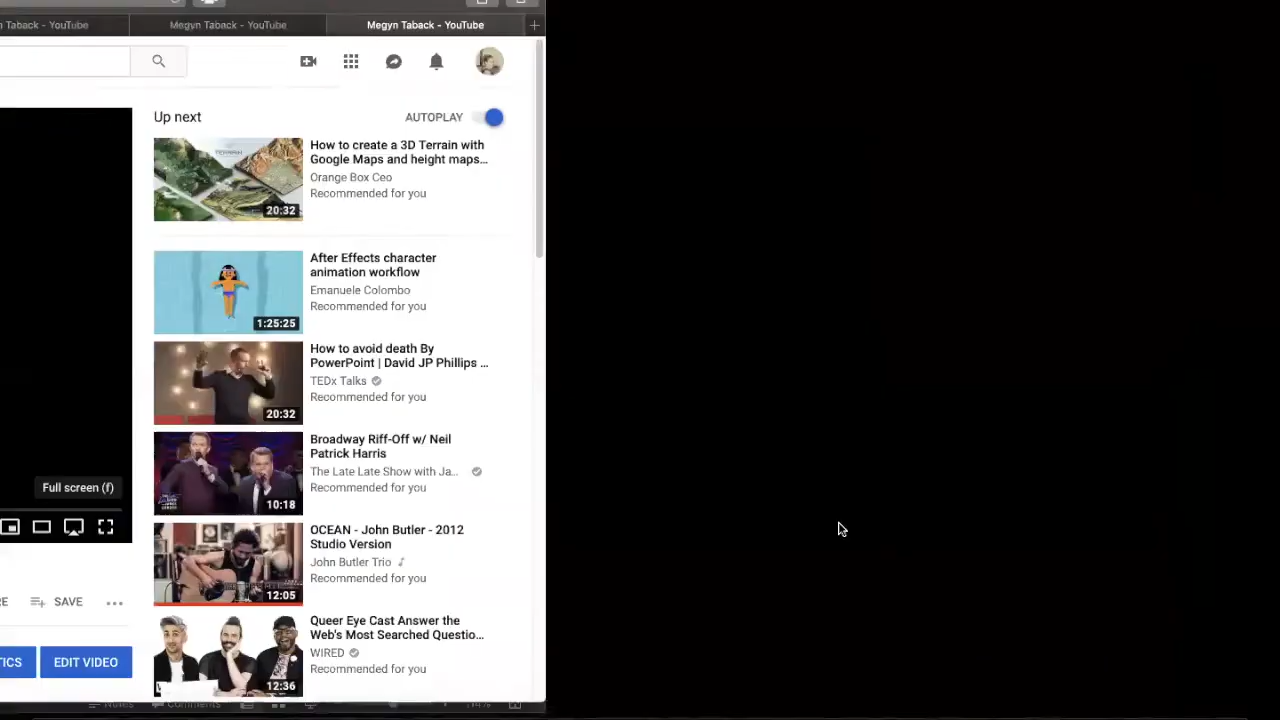 n Taback - YouTube
Megyn Taback - YouTube
Megyn Taback - YouTube
Up next
AUTOPLAY
How to create a 3D Terrain with
Google Maps and height maps...
Orange Box Ceo
Recommended for you
TERRAIN
20:32
After Effects character
animation workflow
Emanuele Colombo
Recommended for you
1:25:25
How to avoid death By
PowerPoint | David JP Phillips ...
TEDx Talks
Recommended for you
20:32
Broadway Riff-Off w/ Neil
Patrick Harris
The Late Late Show with Ja...
Recommended for you
10:18
Full screen (f)
OCEAN - John Butler - 2012
Studio Version
John Butler Trio
Recommended for you
12:05
RE
SAVE
Queer Eye Cast Answer the
Web's Most Searched Questio...
WIRED
Recommended for you
12:36
TICS
EDIT VIDEO
Notes
Comments